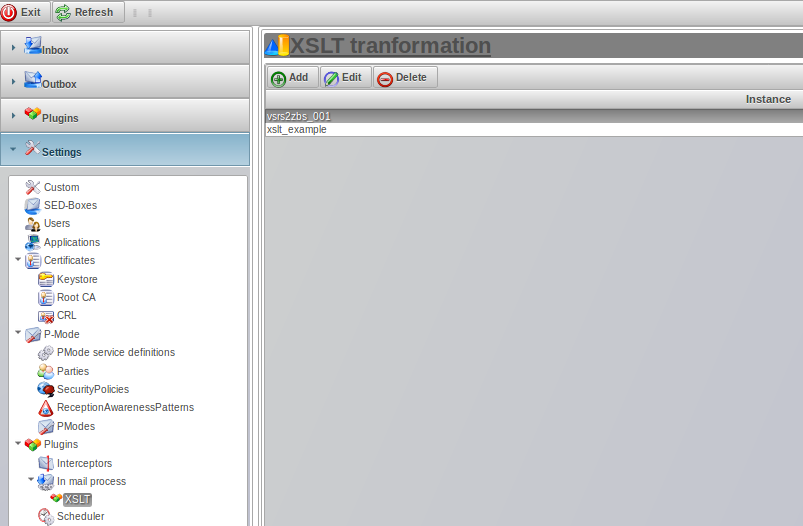 Exit Refresh
Inbox
Outbox
Plugins
Settings
Custom
SED-Boxes
Users
Applications
Certificates
Keystore
Root CA
CRL
P-Mode
PMode service definitions
Parties
SecurityPolicies
ReceptionAwarenessPatterns
PModes
Plugins
Interceptors
In mail process
XSLT
Scheduler
XSLT tranformation
Add Edit Delete
Instance
vsrs2zbs_001
xslt_example